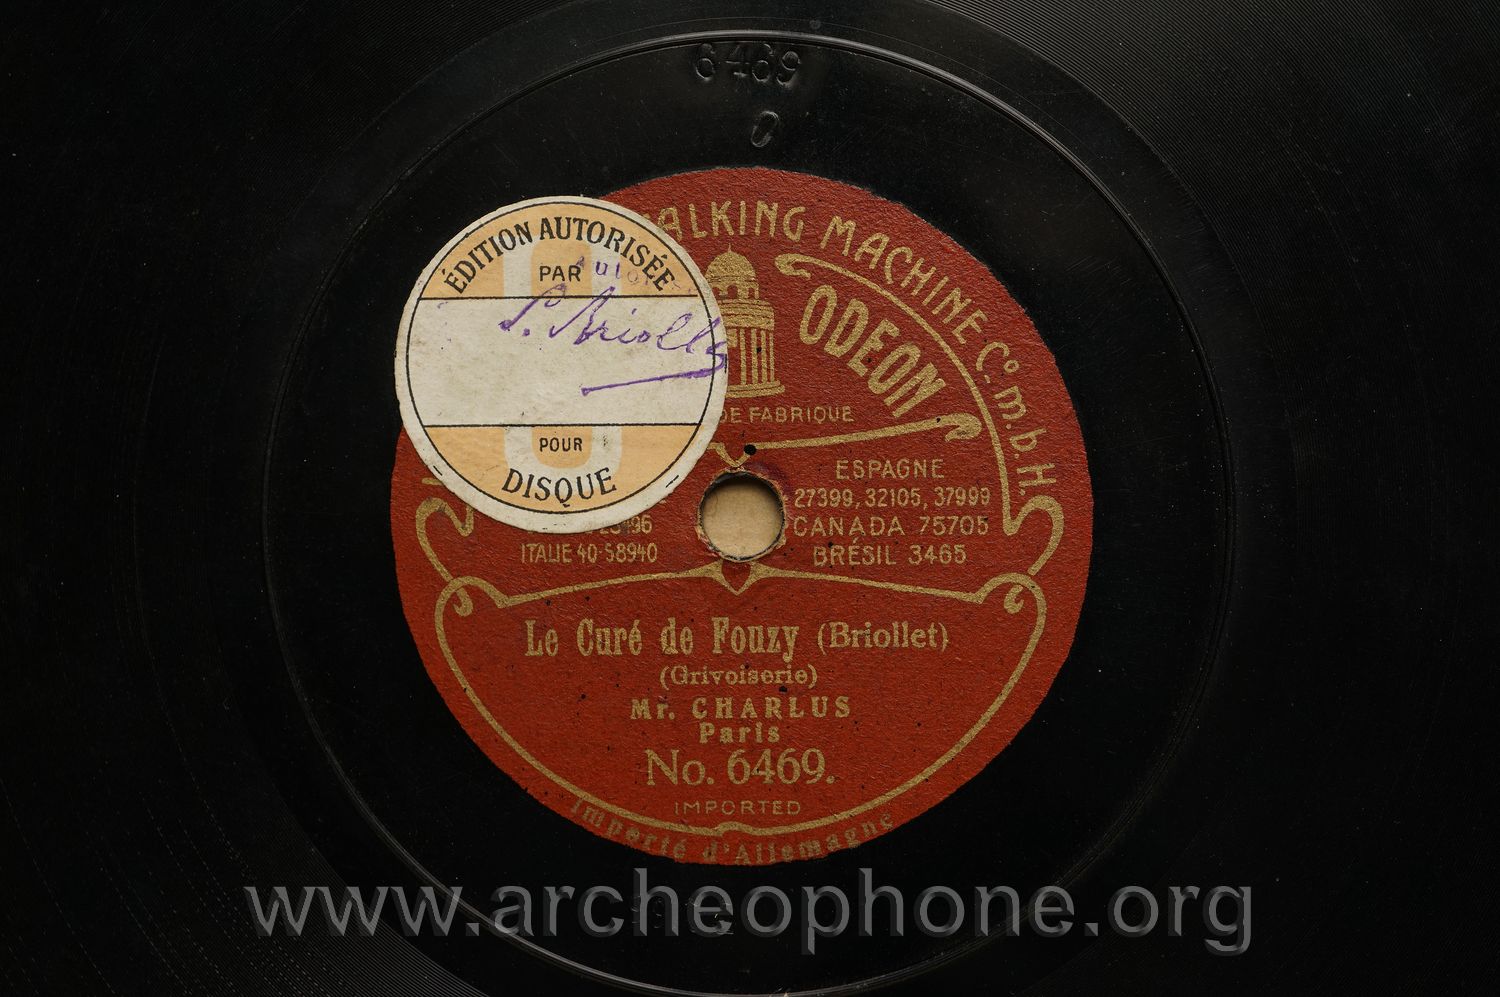 6469
ÉDITION AUTORISÉE
PAR
POUR
DISQUE
TALKING MACHINE Co. m. b. H.
ODEON
DE FABRIQUE
ESPAGNE
27399, 32105, 37999
CANADA 75705
BRÉSIL 3465
ITALIE 40-58940
Le Curé de Fouzy (Briollet)
(Grivoiserie)
Mr. CHARLUS
Paris
No. 6469.
IMPORTED
Importé d'Allemagne
www.archeophone.org